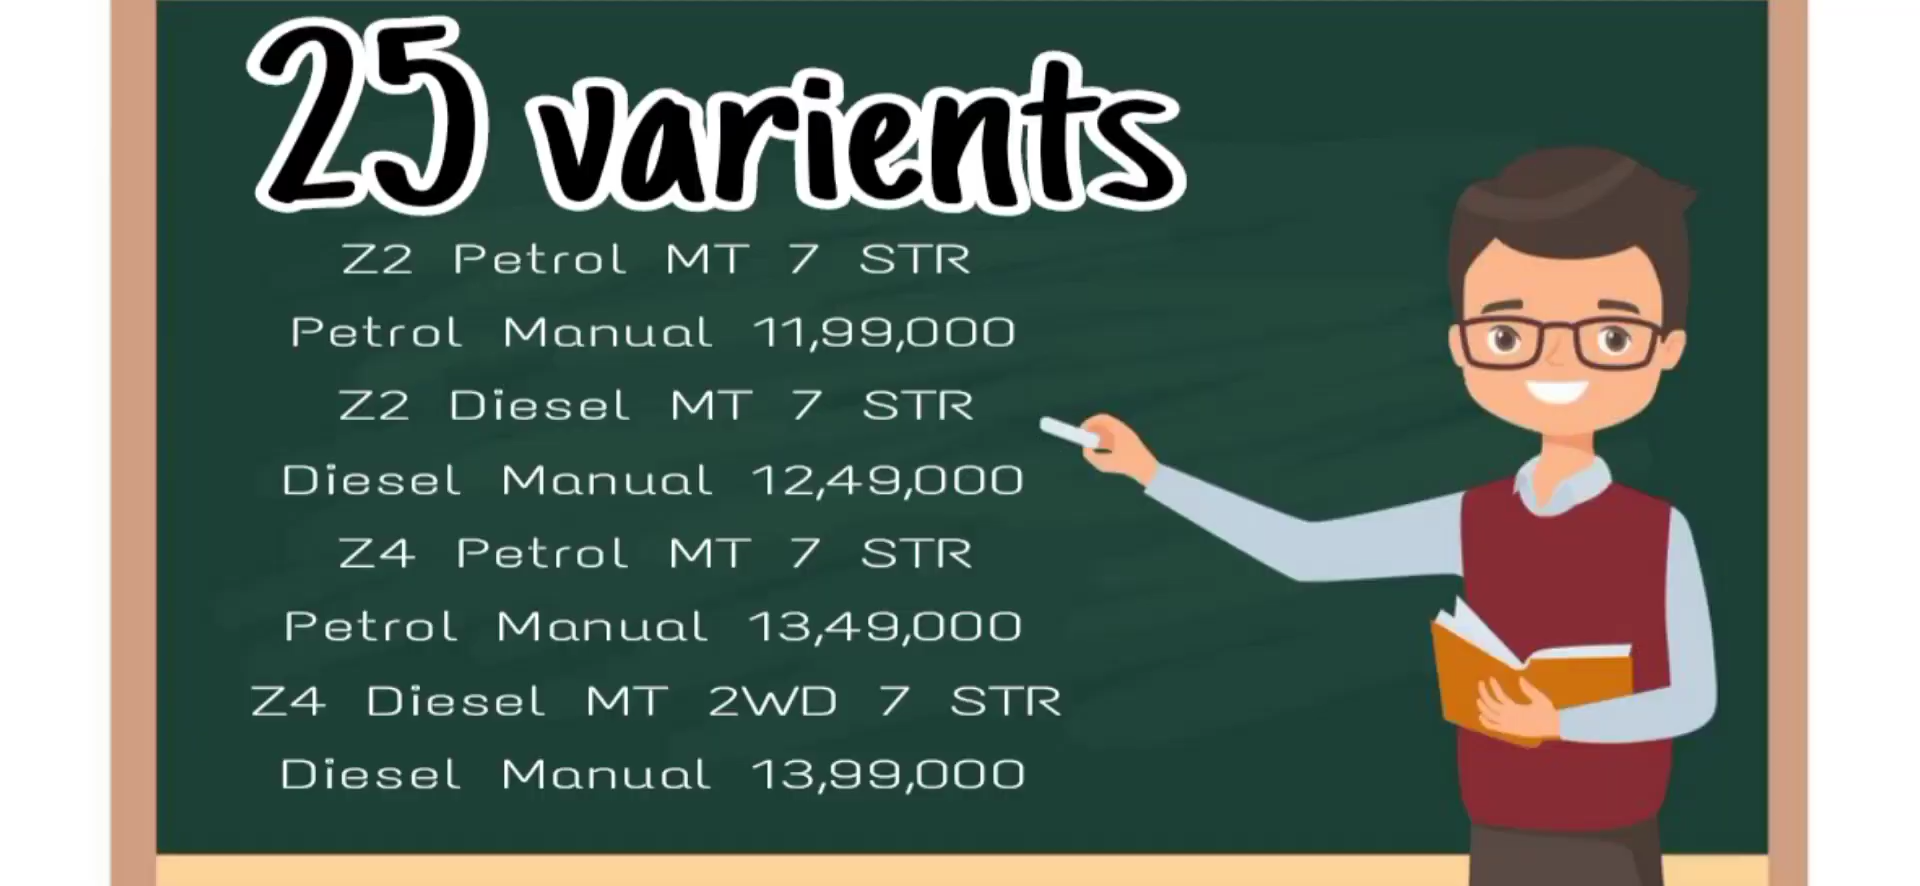 25 varients
Z2 Petrol MT 7 STR
Petrol Manual 11,99,000
Z2 Diesel MT 7 STR
Diesel Manual 12,49,000
Z4 Petrol MT 7 STR
Petrol Manual 13,49,000
Z4 Diesel MT 2WD 7 STR
Diesel Manual 13,99,000